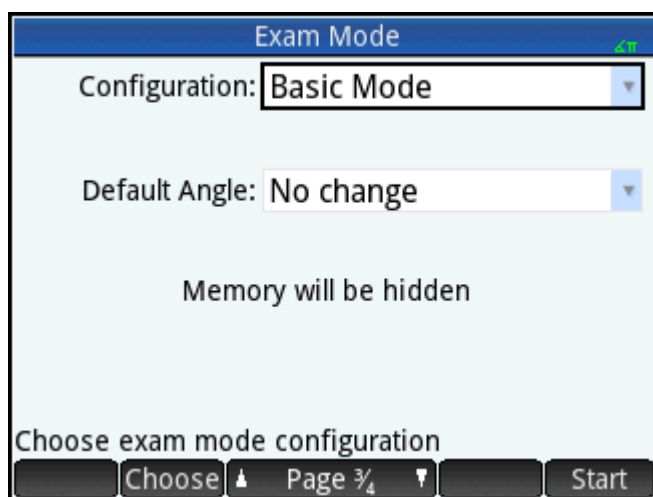 Exam Mode
∡π
Configuration: Basic Mode
Default Angle: No change
Memory will be hidden
Choose exam mode configuration
Choose Page ¾ Start